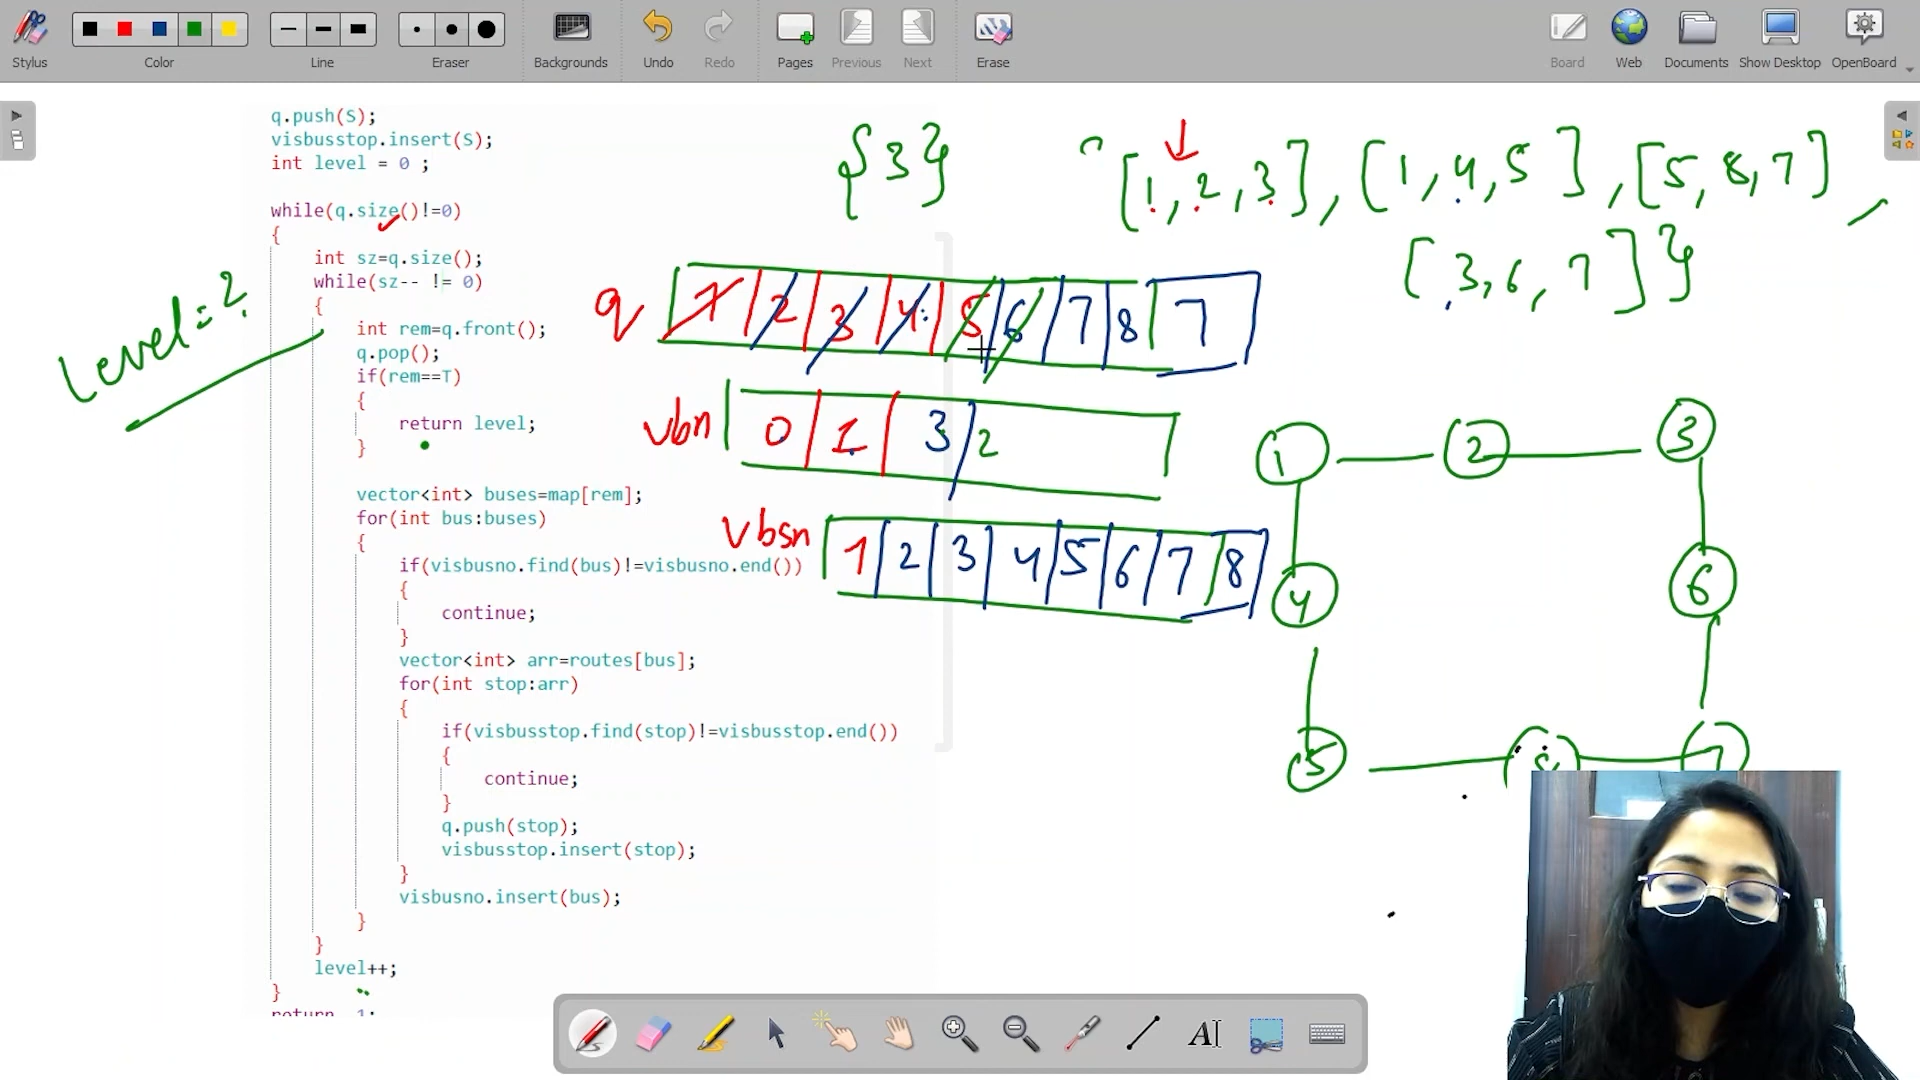 Stylus Color Line Eraser Backgrounds Undo Redo Pages Previous Next Erase Board Web Documents Show Desktop OpenBoard
q.push(S);
visbusstop.insert(S);
int level = 0 ;
while(q.size()!=0)
{
int sz=q.size();
while(sz-- != 0)
{
int rem=q.front();
q.pop();
if(rem==T)
{
return level;
}
vector<int> buses=map[rem];
for(int bus:buses)
{
if(visbusno.find(bus)!=visbusno.end())
{
continue;
}
vector<int> arr=routes[bus];
for(int stop:arr)
{
if(visbusstop.find(stop)!=visbusstop.end())
{
continue;
}
q.push(stop);
visbusstop.insert(stop);
}
visbusno.insert(bus);
}
}
level++;
}
Level=2
{3}
[1,2,3], [1,4,5], [5,8,7],
[3,6,7]}
q 1 2 3 4 5 6 7 8 7
vbn 0 1 3 2
vbsn 1 2 3 4 5 6 7 8
1 2 3
4 6
5
AI